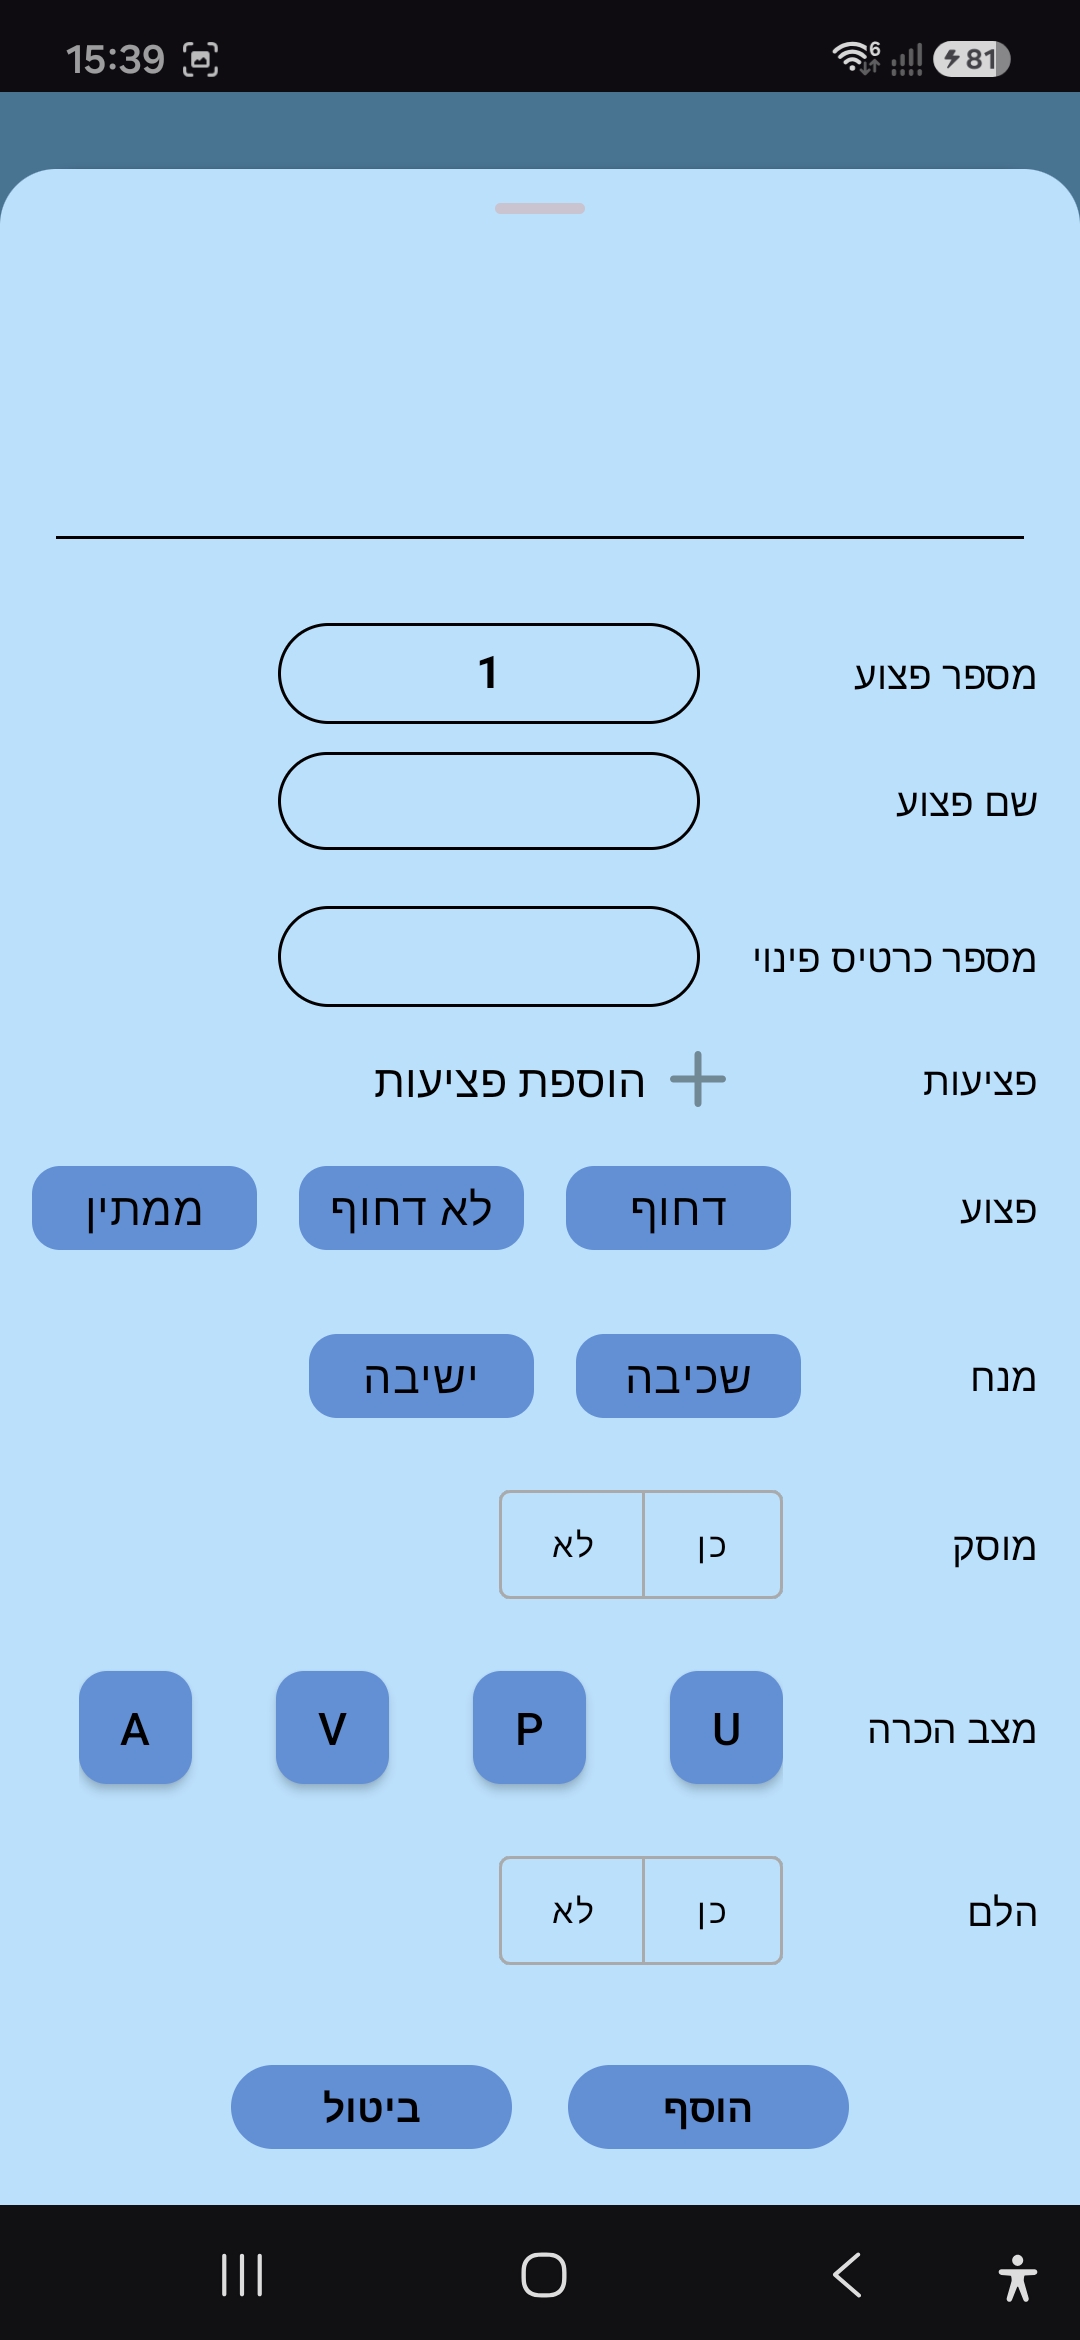 15:39 6 81
מספר פצוע 1
שם פצוע
מספר כרטיס פינוי
פציעות הוספת פציעות
פצוע דחוף לא דחוף ממתין
מנח שכיבה ישיבה
מוסק כן לא
מצב הכרה U P V A
הלם כן לא
הוסף ביטול